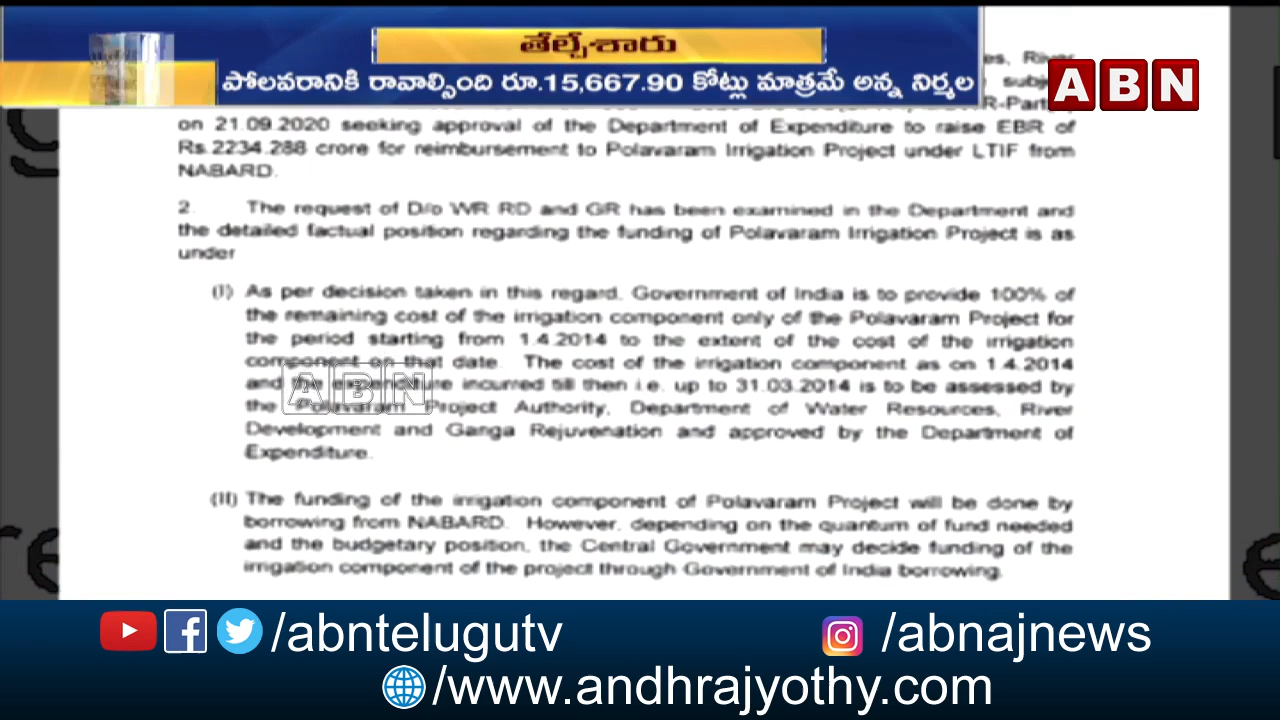 తేల్చేశారు
పోలవరానికి రావాల్సింది రూ.15,667.90 కోట్లు మాత్రమే అన్న నిర్మల
ABN
es, River
subj
R-Part
on 21.09.2020 seeking approval of the Department of Expenditure to raise EBR of
Rs.2234.288 crore for reimbursement to Polavaram Irrigation Project under LTIF from
NABARD.
2. The request of D/o WR RD and GR has been examined in the Department and
the detailed factual position regarding the funding of Polavaram Irrigation Project is as
under
(I) As per decision taken in this regard, Government of India is to provide 100% of
the remaining cost of the irrigation component only of the Polavaram Project for
the period starting from 1.4.2014 to the extent of the cost of the irrigation
component on that date. The cost of the irrigation component as on 1.4.2014
and the expenditure incurred till then i.e. up to 31.03.2014 is to be assessed by
the Polavaram Project Authority, Department of Water Resources, River
Development and Ganga Rejuvenation and approved by the Department of
Expenditure.
ABN
(II) The funding of the irrigation component of Polavaram Project will be done by
borrowing from NABARD. However, depending on the quantum of fund needed
and the budgetary position, the Central Government may decide funding of the
irrigation component of the project through Government of India borrowing.
/abntelugutv
/abnajnews
/www.andhrajyothy.com